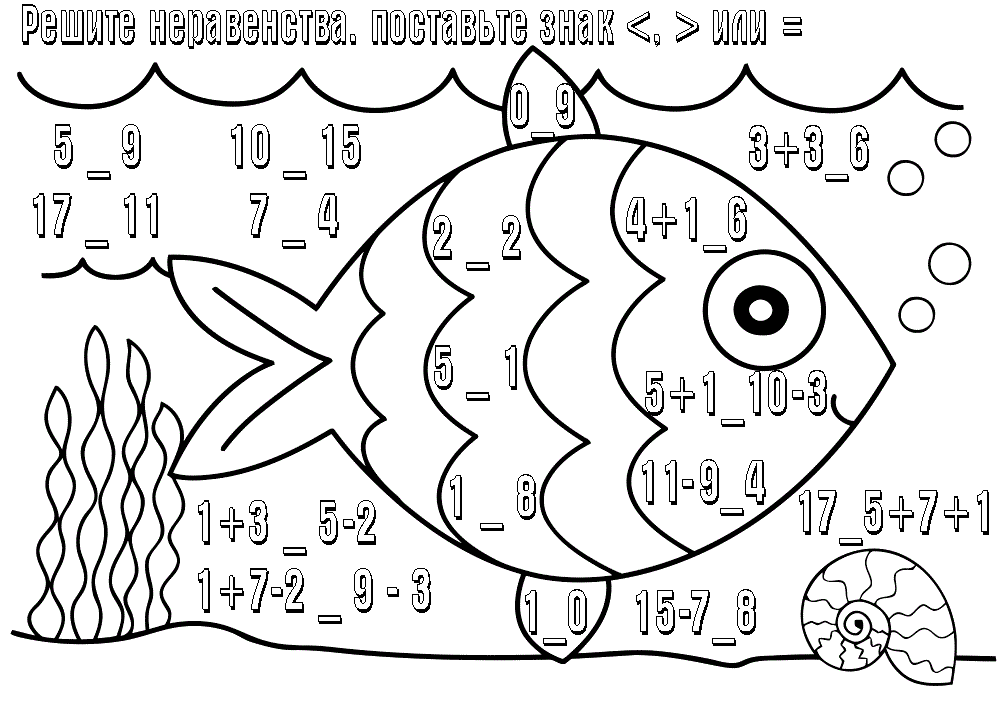 Решите неравенства. поставьте знак <, > или =
0_9
5 _ 9
10 _ 15
3+3_6
17 _ 11
7 _ 4
4+1_6
2 _ 2
5 _ 1
5+1_10-3
11-9_4
1 _ 8
17_5+7+1
1+3 _ 5-2
1+7-2 _ 9 - 3
1_0
15-7_8